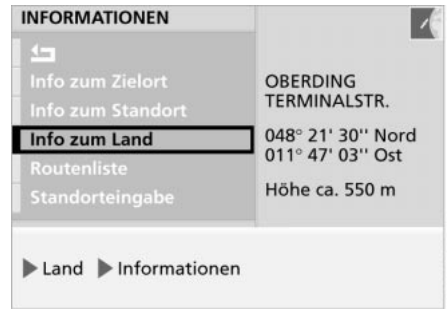 INFORMATIONEN
Info zum Zielort
Info zum Standort
Info zum Land
Routenliste
Standorteingabe
OBERDING
TERMINALSTR.
048° 21' 30'' Nord
011° 47' 03'' Ost
Höhe ca. 550 m
Land Informationen